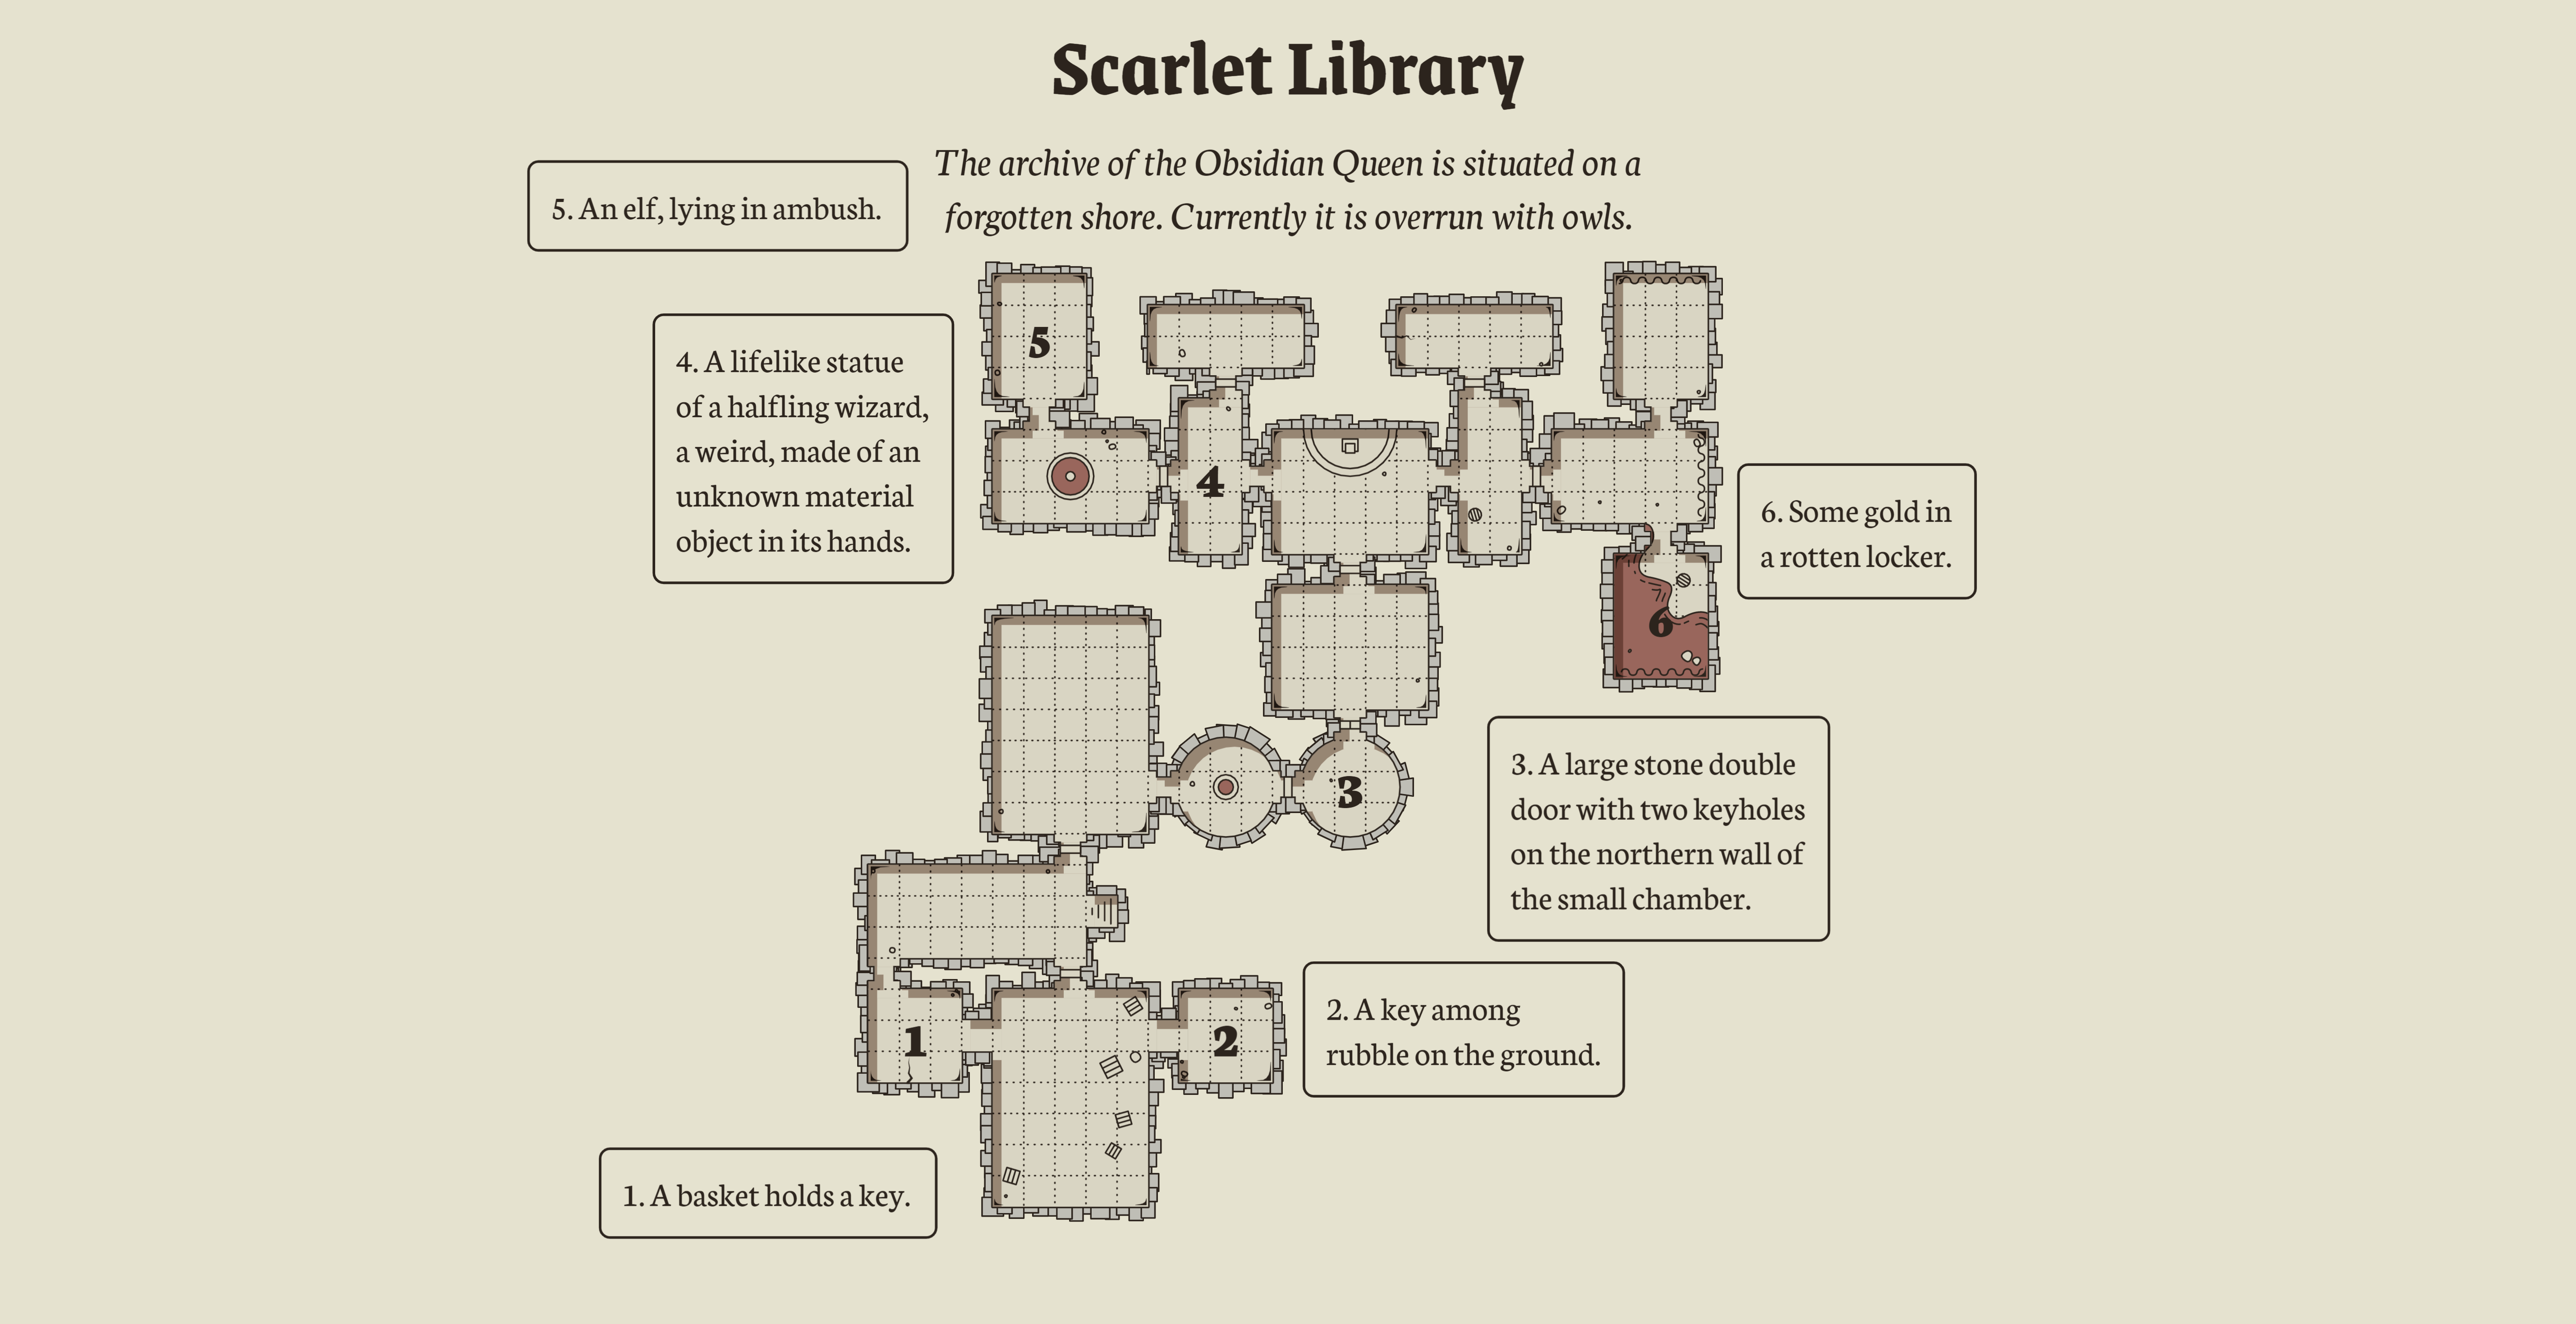 Scarlet Library
The archive of the Obsidian Queen is situated on a
forgotten shore. Currently it is overrun with owls.
5. An elf, lying in ambush.
4. A lifelike statue
of a halfling wizard,
a weird, made of an
unknown material
object in its hands.
6. Some gold in
a rotten locker.
3. A large stone double
door with two keyholes
on the northern wall of
the small chamber.
2. A key among
rubble on the ground.
1. A basket holds a key.
5
4
6
3
1
2